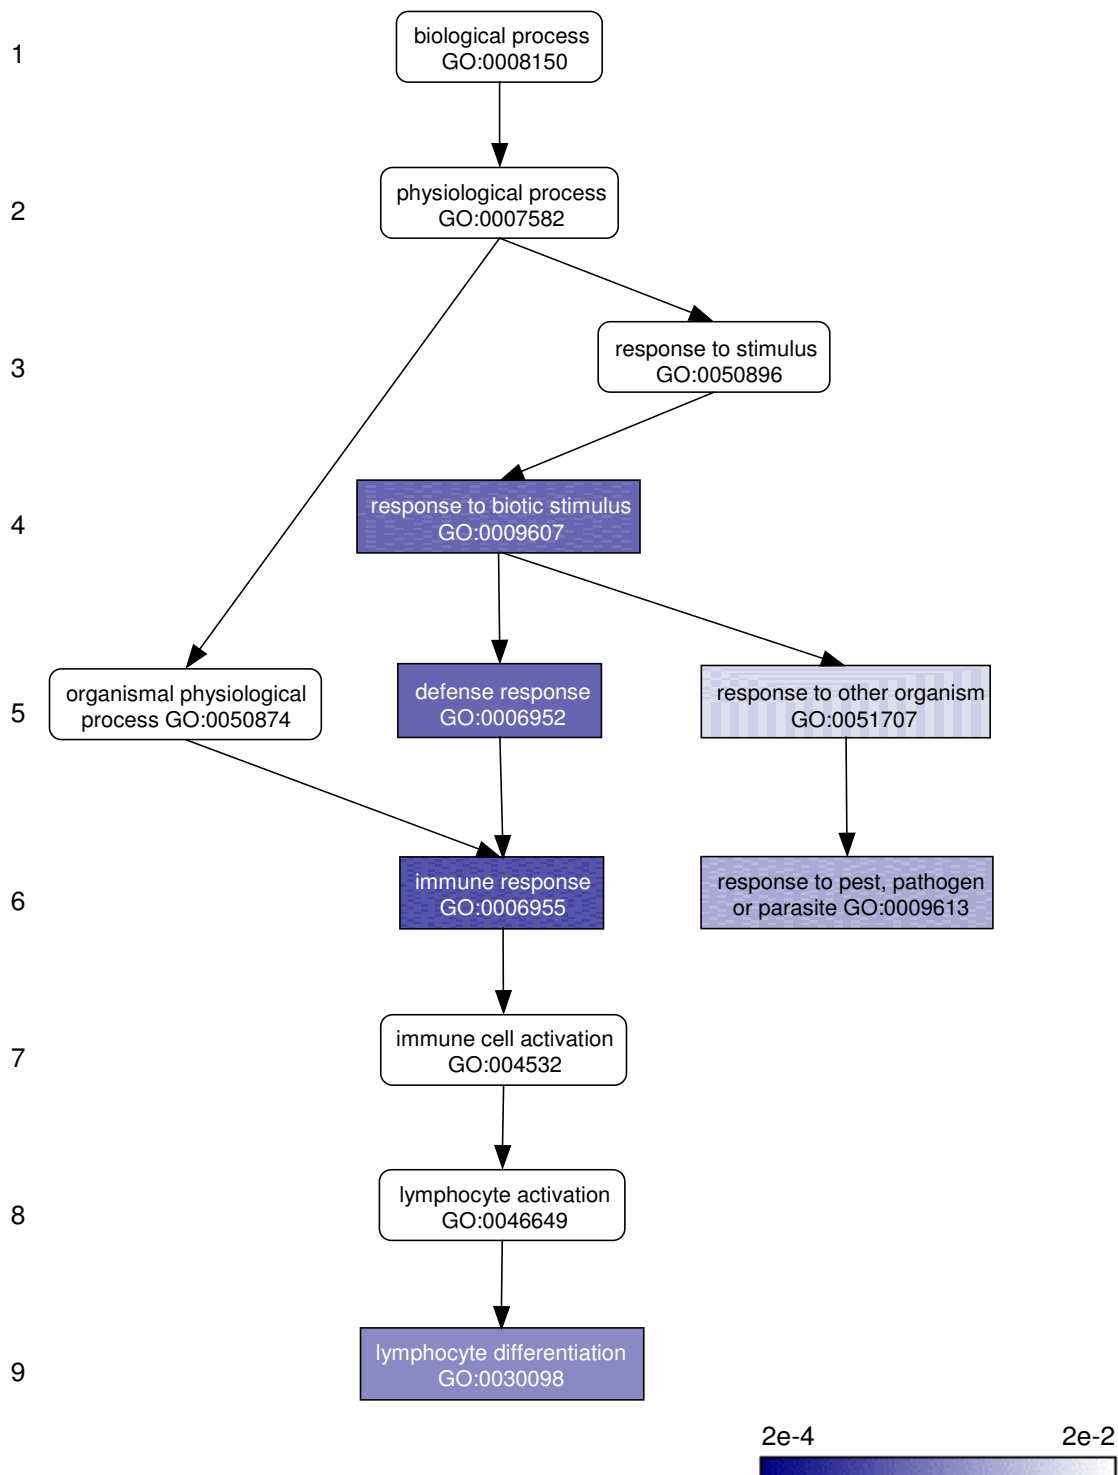 1
biological process
GO:0008150
2
physiological process
GO:0007582
3
response to stimulus
GO:0050896
4
response to biotic stimulus
GO:0009607
5
organismal physiological
process GO:0050874
defense response
GO:0006952
response to other organism
GO:0051707
6
immune response
GO:0006955
response to pest, pathogen
or parasite GO:0009613
7
immune cell activation
GO:004532
8
lymphocyte activation
GO:0046649
9
lymphocyte differentiation
GO:0030098
2e-4 2e-2